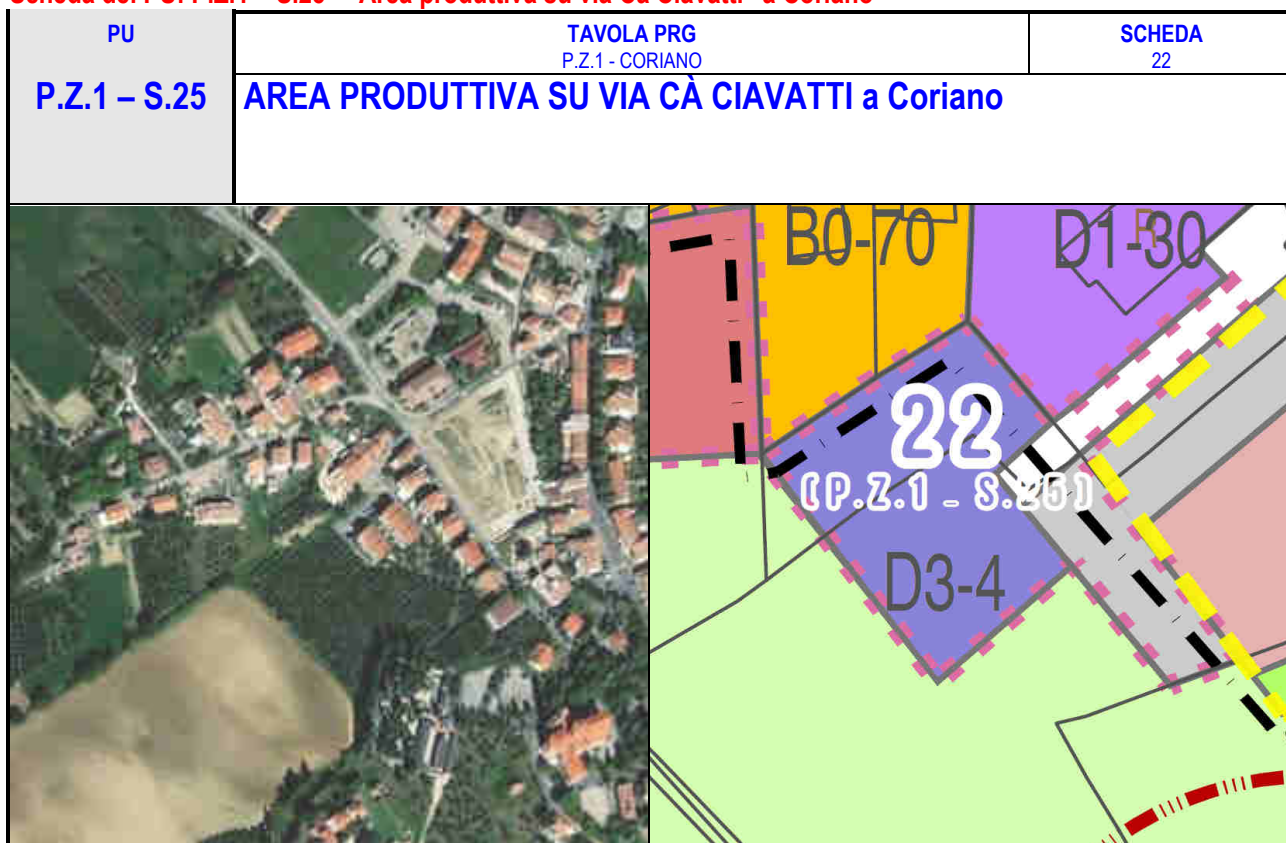 PU
TAVOLA PRG
SCHEDA
P.Z.1 - CORIANO
22
P.Z.1 – S.25
AREA PRODUTTIVA SU VIA CÀ CIAVATTI a Coriano
B0-70
D1-30
22
(P.Z.1 - S.25)
D3-4